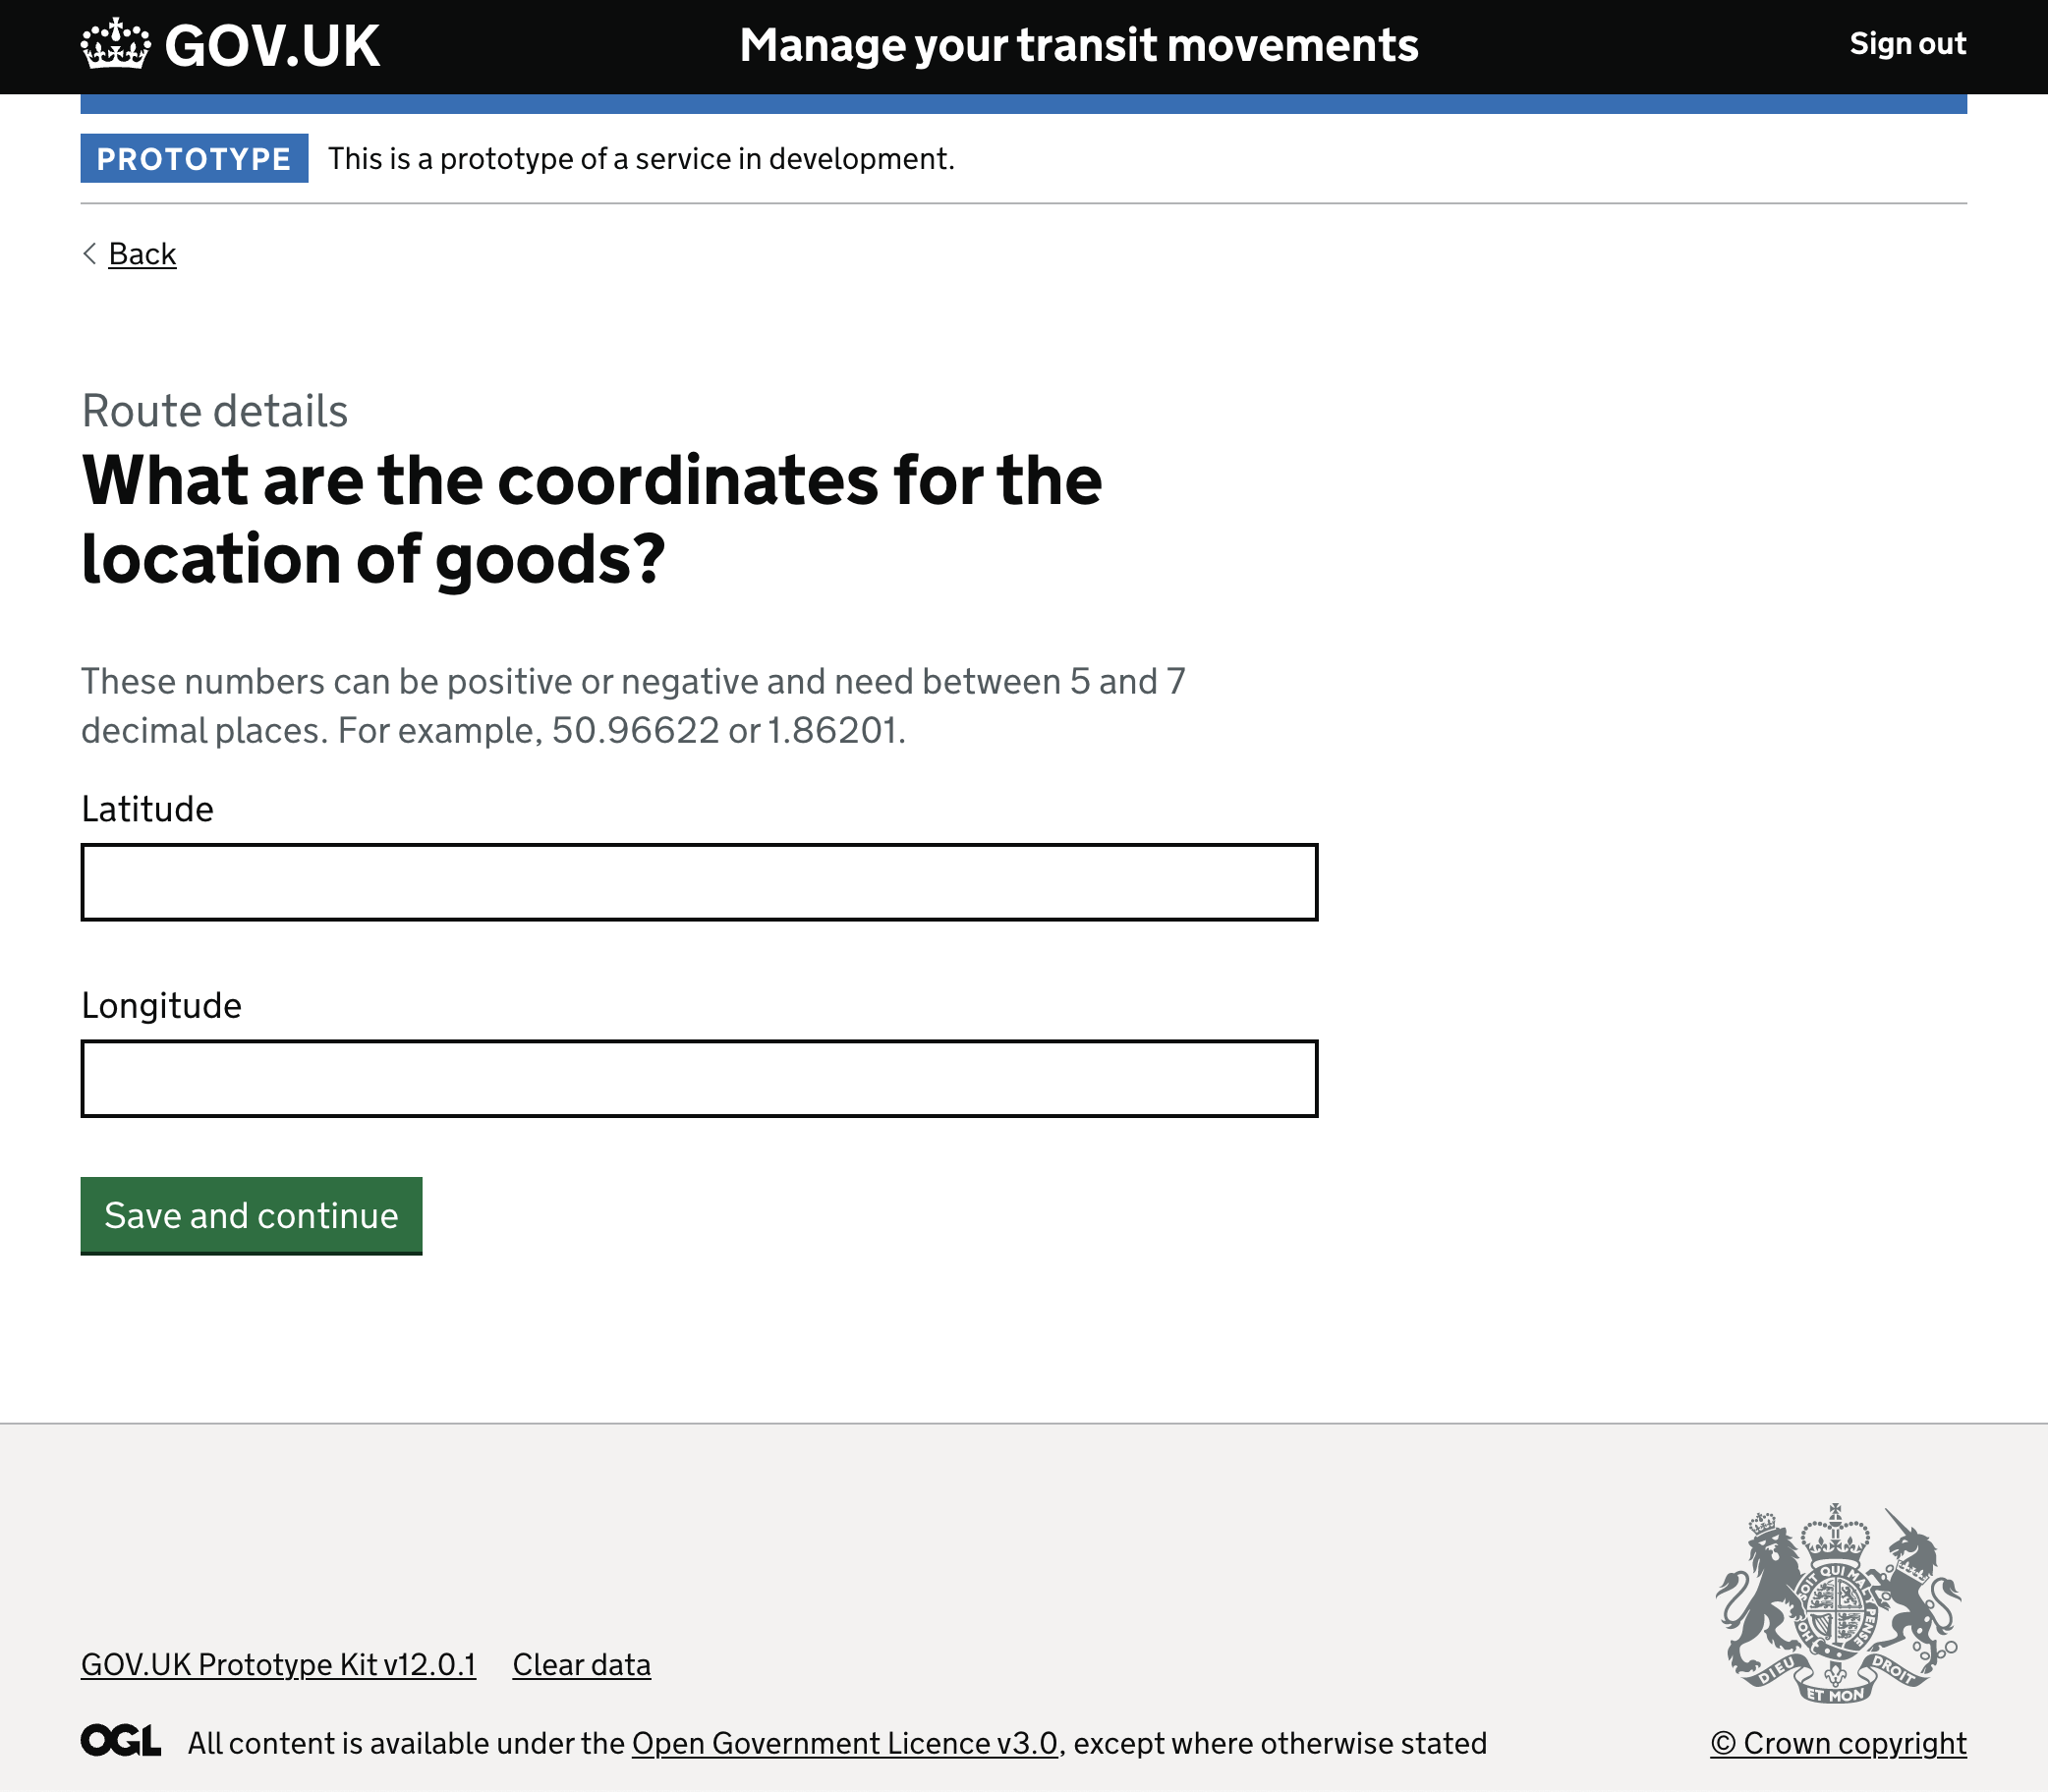 GOV.UK
Manage your transit movements
Sign out
PROTOTYPE This is a prototype of a service in development.
Back
Route details
What are the coordinates for the
location of goods?
These numbers can be positive or negative and need between 5 and 7
decimal places. For example, 50.96622 or 1.86201.
Latitude
Longitude
Save and continue
SOIT QUI MAL Y PENSE
DIEU ET MON DROIT
GOV.UK Prototype Kit v12.0.1 Clear data
OGL All content is available under the Open Government Licence v3.0, except where otherwise stated
© Crown copyright